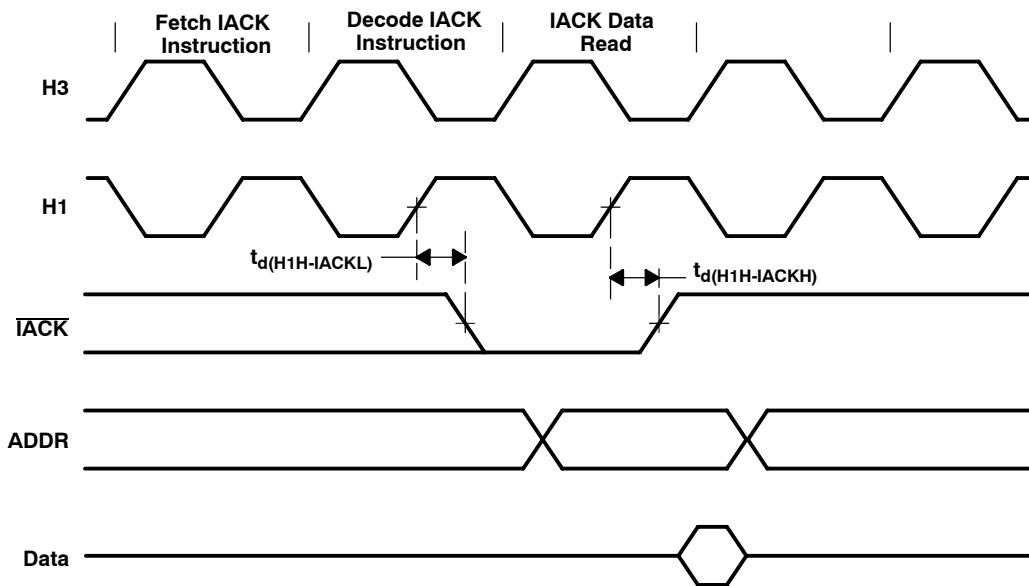 Fetch IACK
Instruction
Decode IACK
Instruction
IACK Data
Read
H3
H1
td(H1H-IACKL)
td(H1H-IACKH)
IACK
ADDR
Data